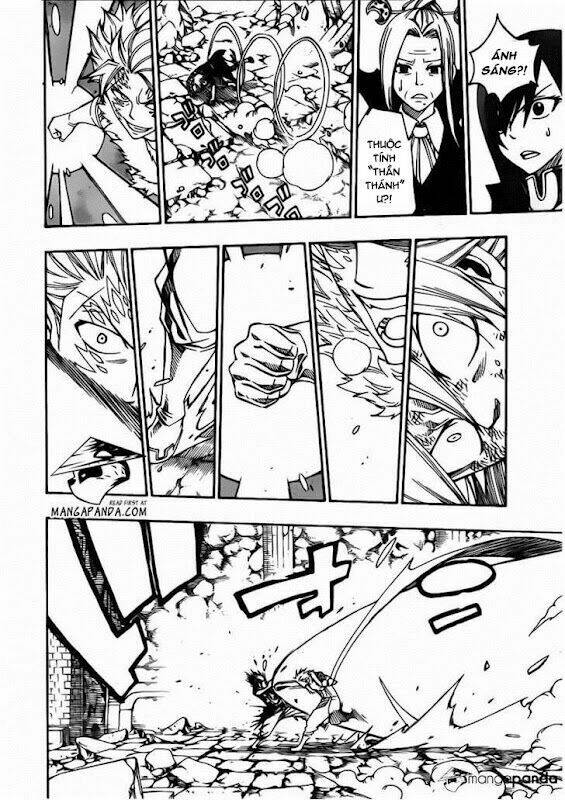 ÁNH
SÁNG?!
THUỘC
TÍNH
"THẦN
THÁNH"
Ư?!
READ FIRST AT
MANGAPANDA.COM
mangapanda